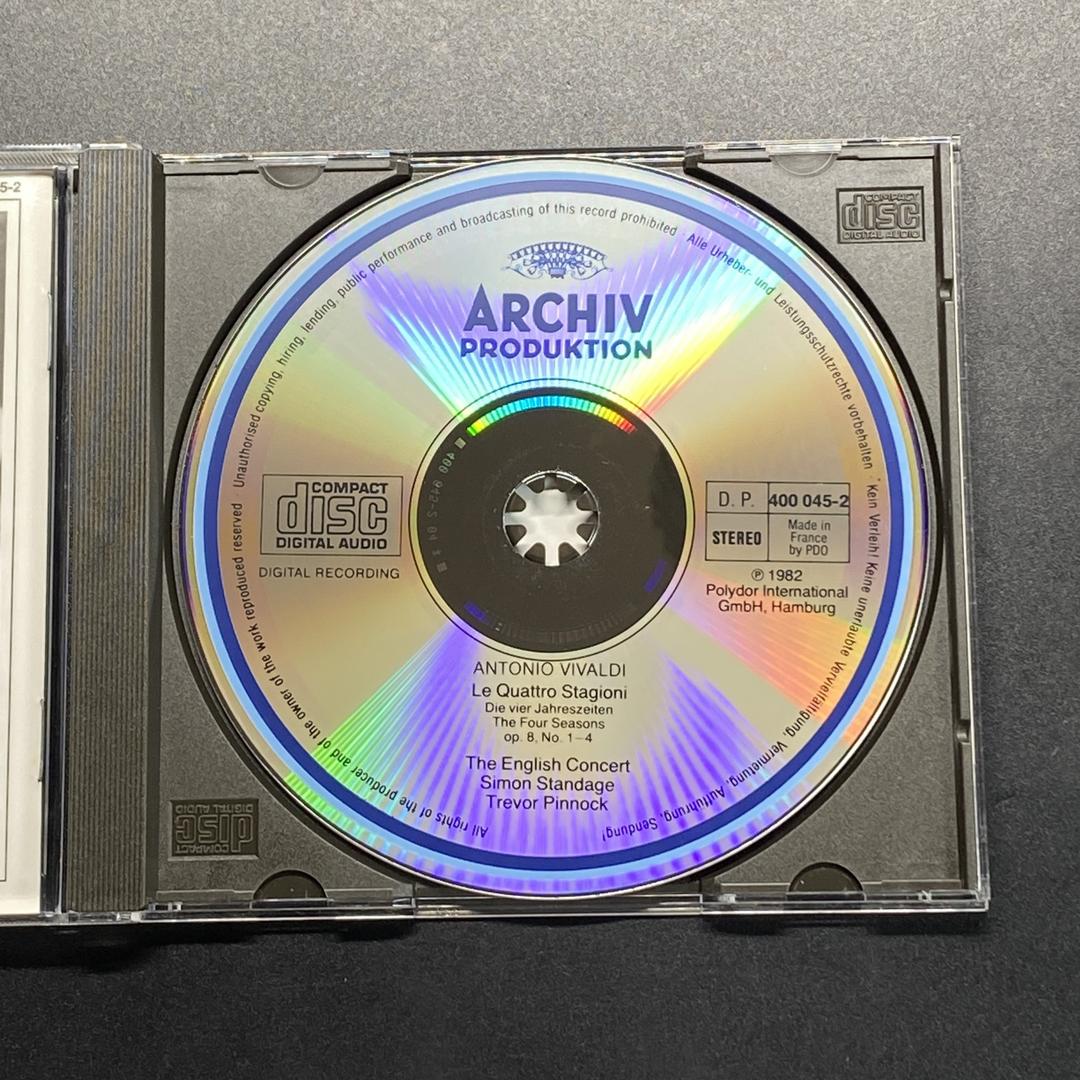 5-2
COMPACT
disc
DIGITAL AUDIO
All rights of the producer and of the owner of the work reproduced reserved · Unauthorised copying, hiring, lending, public performance and broadcasting of this record prohibited · Alle Urheber- und Leistungsschutzrechte vorbehalten · Kein Verleih! Keine unerlaubte Vervielfältigung, Vermietung, Aufführung, Sendung!
ARCHIV
PRODUKTION
COMPACT
disc
DIGITAL AUDIO
DIGITAL RECORDING
D. P. 400 045-2
STEREO
Made in
France
by PDO
℗ 1982
Polydor International
GmbH, Hamburg
ANTONIO VIVALDI
Le Quattro Stagioni
Die vier Jahreszeiten
The Four Seasons
op. 8, No. 1–4
The English Concert
Simon Standage
Trevor Pinnock
COMPACT
disc
DIGITAL AUDIO